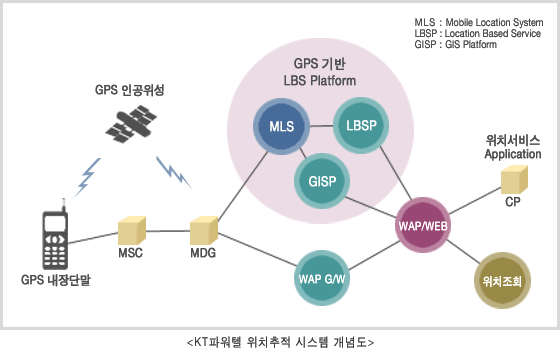 MLS : Mobile Location System
LBSP : Location Based Service
GISP : GIS Platform
GPS 기반
LBS Platform
GPS 인공위성
MLS
LBSP
위치서비스
Application
GISP
CP
WAP/WEB
MSC
MDG
GPS 내장단말
WAP G/W
위치조회
<KT파워텔 위치추적 시스템 개념도>